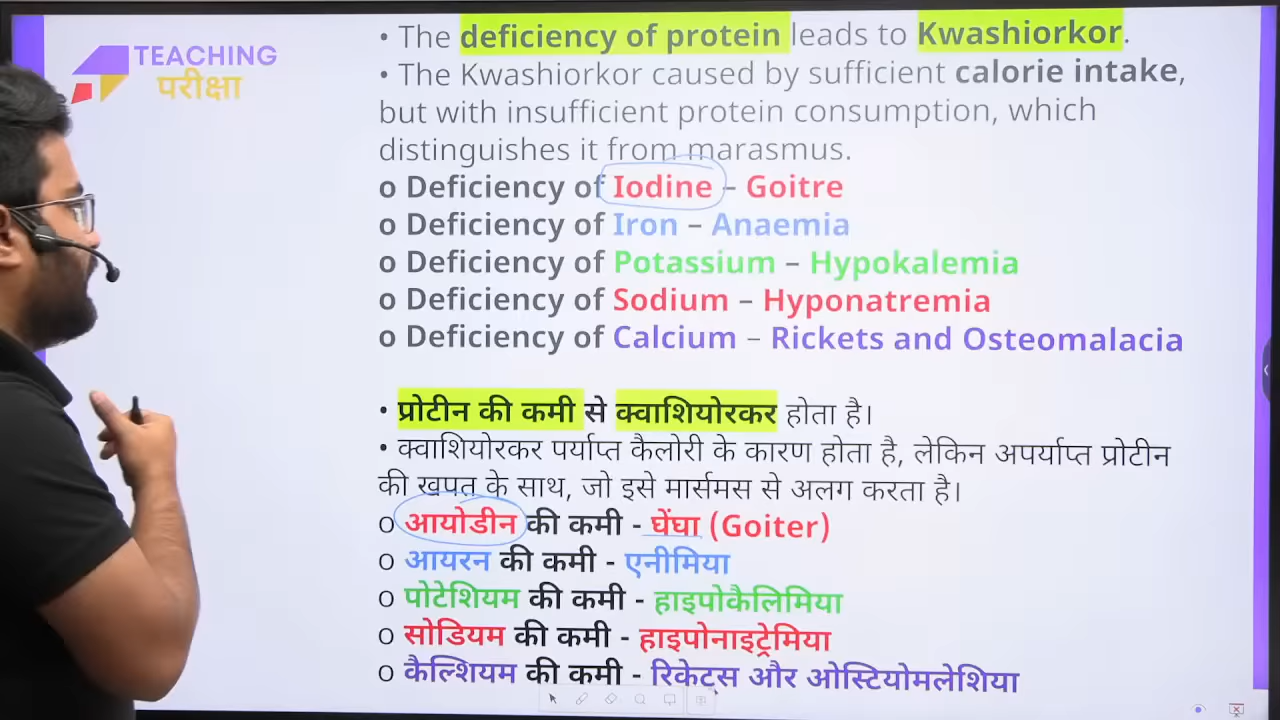 TEACHING
परीक्षा
• The deficiency of protein leads to Kwashiorkor.
• The Kwashiorkor caused by sufficient calorie intake,
but with insufficient protein consumption, which
distinguishes it from marasmus.
o Deficiency of Iodine – Goitre
o Deficiency of Iron – Anaemia
o Deficiency of Potassium – Hypokalemia
o Deficiency of Sodium – Hyponatremia
o Deficiency of Calcium – Rickets and Osteomalacia
• प्रोटीन की कमी से क्वाशियोरकर होता है।
• क्वाशियोरकर पर्याप्त कैलोरी के कारण होता है, लेकिन अपर्याप्त प्रोटीन
की खपत के साथ, जो इसे मार्समस से अलग करता है।
o आयोडीन की कमी - घेंघा (Goiter)
o आयरन की कमी - एनीमिया
o पोटेशियम की कमी - हाइपोकैलिमिया
o सोडियम की कमी - हाइपोनाइट्रेमिया
o कैल्शियम की कमी - रिकेट्स और ओस्टियोमलेशिया